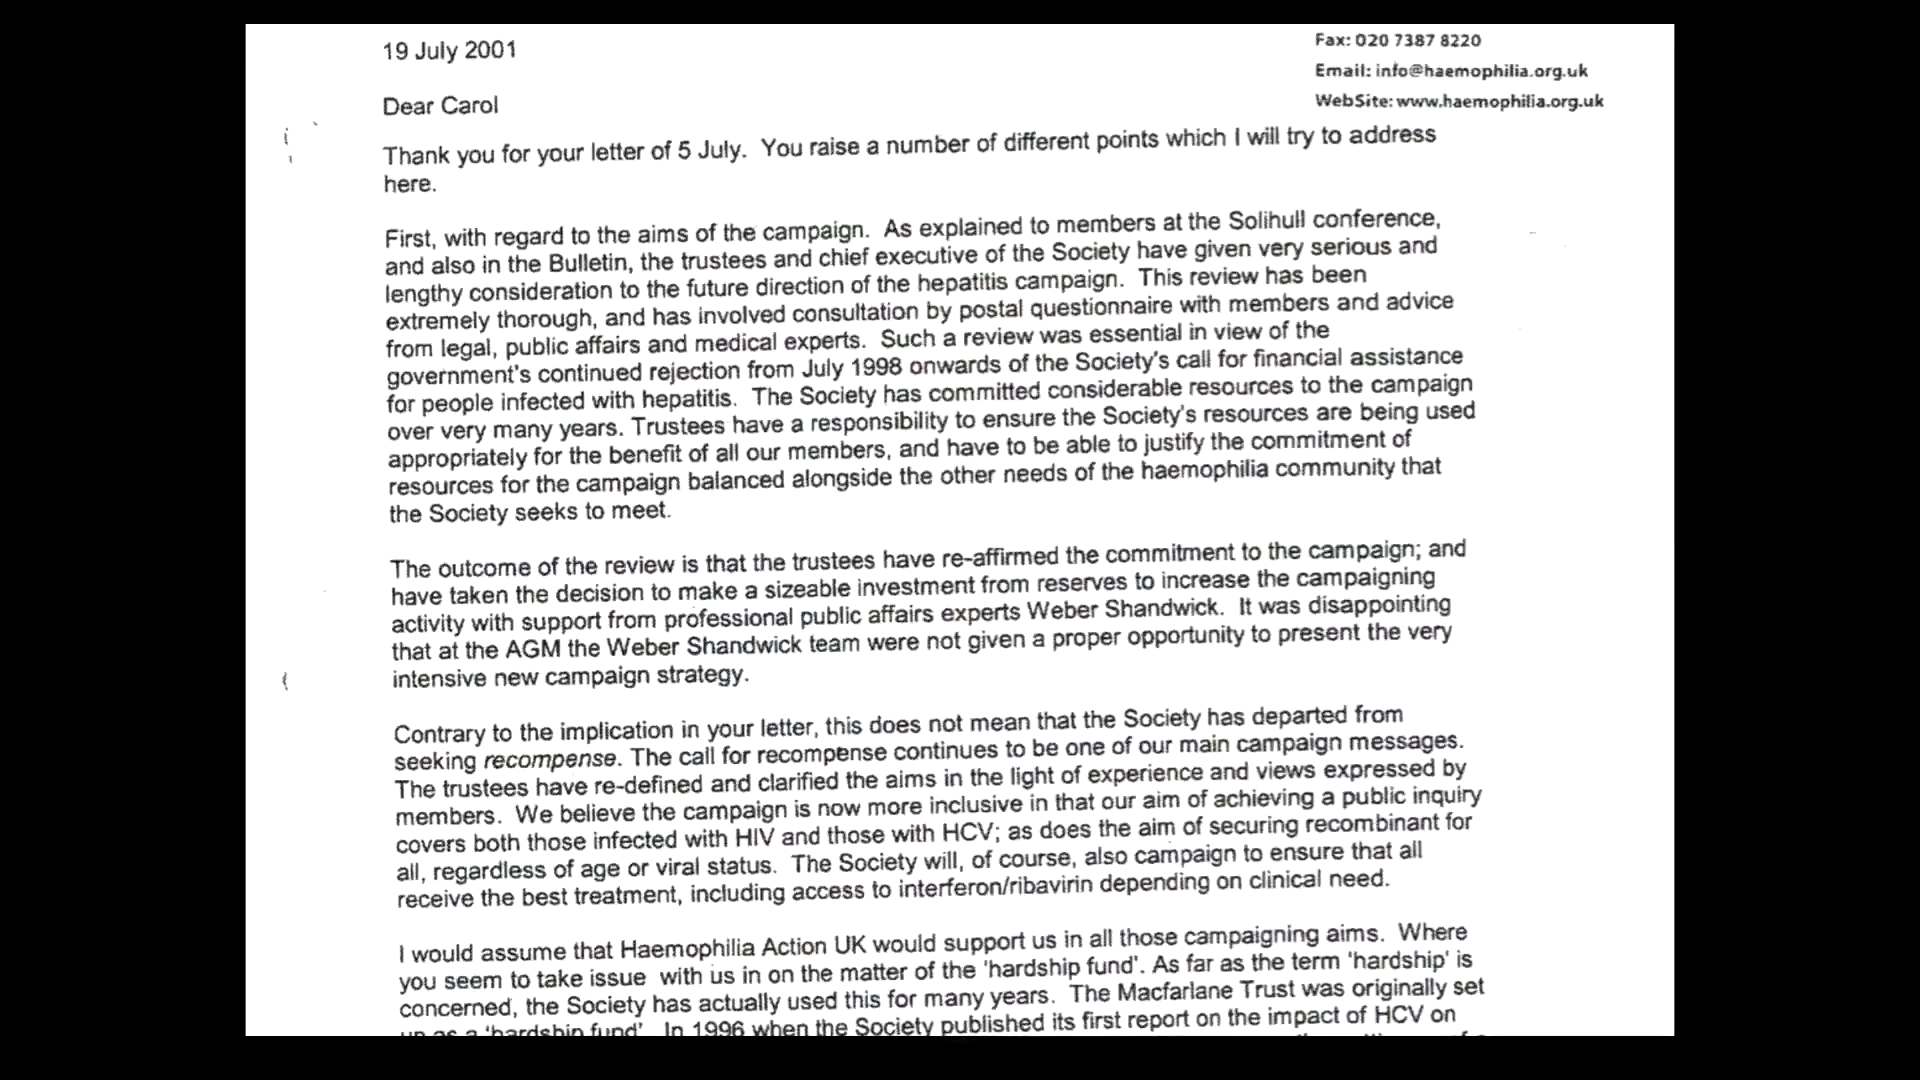 19 July 2001
Fax: 020 7387 8220
Email: info@haemophilia.org.uk
WebSite: www.haemophilia.org.uk
Dear Carol
Thank you for your letter of 5 July. You raise a number of different points which I will try to address
here.
First, with regard to the aims of the campaign. As explained to members at the Solihull conference,
and also in the Bulletin, the trustees and chief executive of the Society have given very serious and
lengthy consideration to the future direction of the hepatitis campaign. This review has been
extremely thorough, and has involved consultation by postal questionnaire with members and advice
from legal, public affairs and medical experts. Such a review was essential in view of the
government's continued rejection from July 1998 onwards of the Society's call for financial assistance
for people infected with hepatitis. The Society has committed considerable resources to the campaign
over very many years. Trustees have a responsibility to ensure the Society's resources are being used
appropriately for the benefit of all our members, and have to be able to justify the commitment of
resources for the campaign balanced alongside the other needs of the haemophilia community that
the Society seeks to meet.
The outcome of the review is that the trustees have re-affirmed the commitment to the campaign; and
have taken the decision to make a sizeable investment from reserves to increase the campaigning
activity with support from professional public affairs experts Weber Shandwick. It was disappointing
that at the AGM the Weber Shandwick team were not given a proper opportunity to present the very
intensive new campaign strategy.
Contrary to the implication in your letter, this does not mean that the Society has departed from
seeking recompense. The call for recompense continues to be one of our main campaign messages.
The trustees have re-defined and clarified the aims in the light of experience and views expressed by
members. We believe the campaign is now more inclusive in that our aim of achieving a public inquiry
covers both those infected with HIV and those with HCV; as does the aim of securing recombinant for
all, regardless of age or viral status. The Society will, of course, also campaign to ensure that all
receive the best treatment, including access to interferon/ribavirin depending on clinical need.
I would assume that Haemophilia Action UK would support us in all those campaigning aims. Where
you seem to take issue with us in on the matter of the 'hardship fund'. As far as the term 'hardship' is
concerned, the Society has actually used this for many years. The Macfarlane Trust was originally set
up as a 'hardship fund'. In 1996 when the Society published its first report on the impact of HCV on